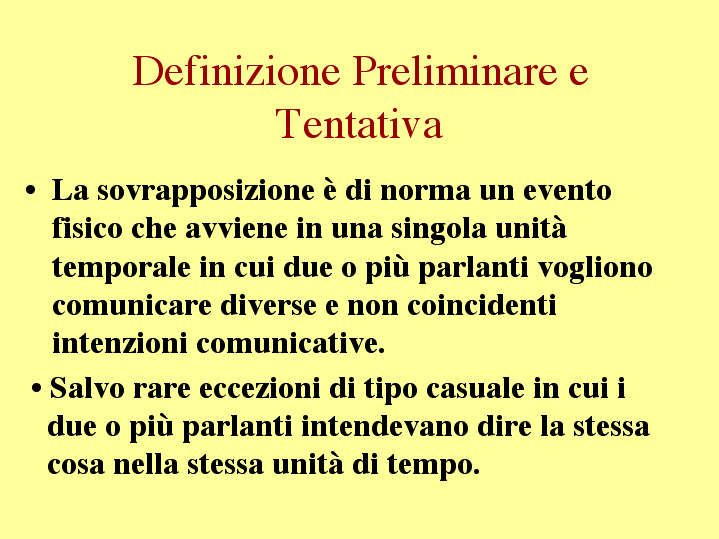 Definizione Preliminare e
Tentativa
• La sovrapposizione è di norma un evento
fisico che avviene in una singola unità
temporale in cui due o più parlanti vogliono
comunicare diverse e non coincidenti
intenzioni comunicative.
• Salvo rare eccezioni di tipo casuale in cui i
due o più parlanti intendevano dire la stessa
cosa nella stessa unità di tempo.